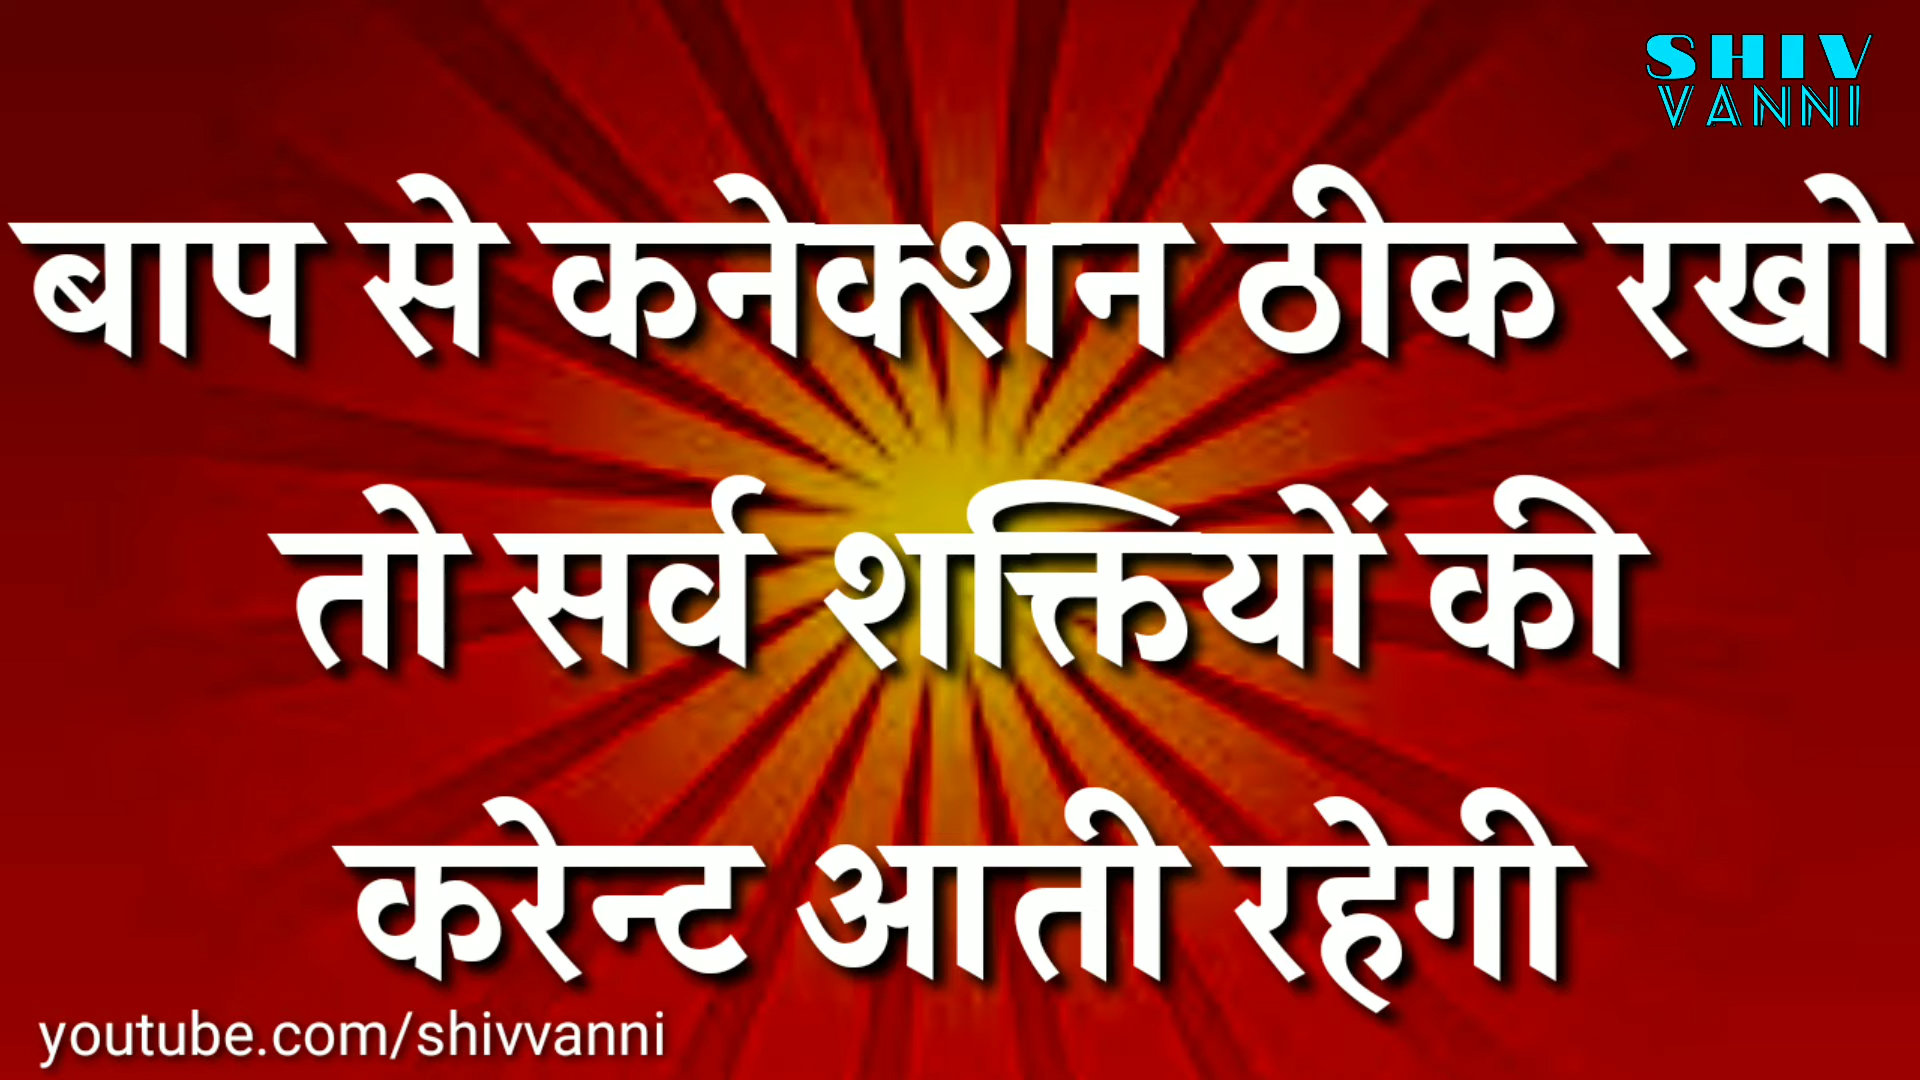 SHIV
VANNI
बाप से कनेक्शन ठीक रखो
तो सर्व शक्तियों की
करेन्ट आती रहेगी
youtube.com/shivvanni